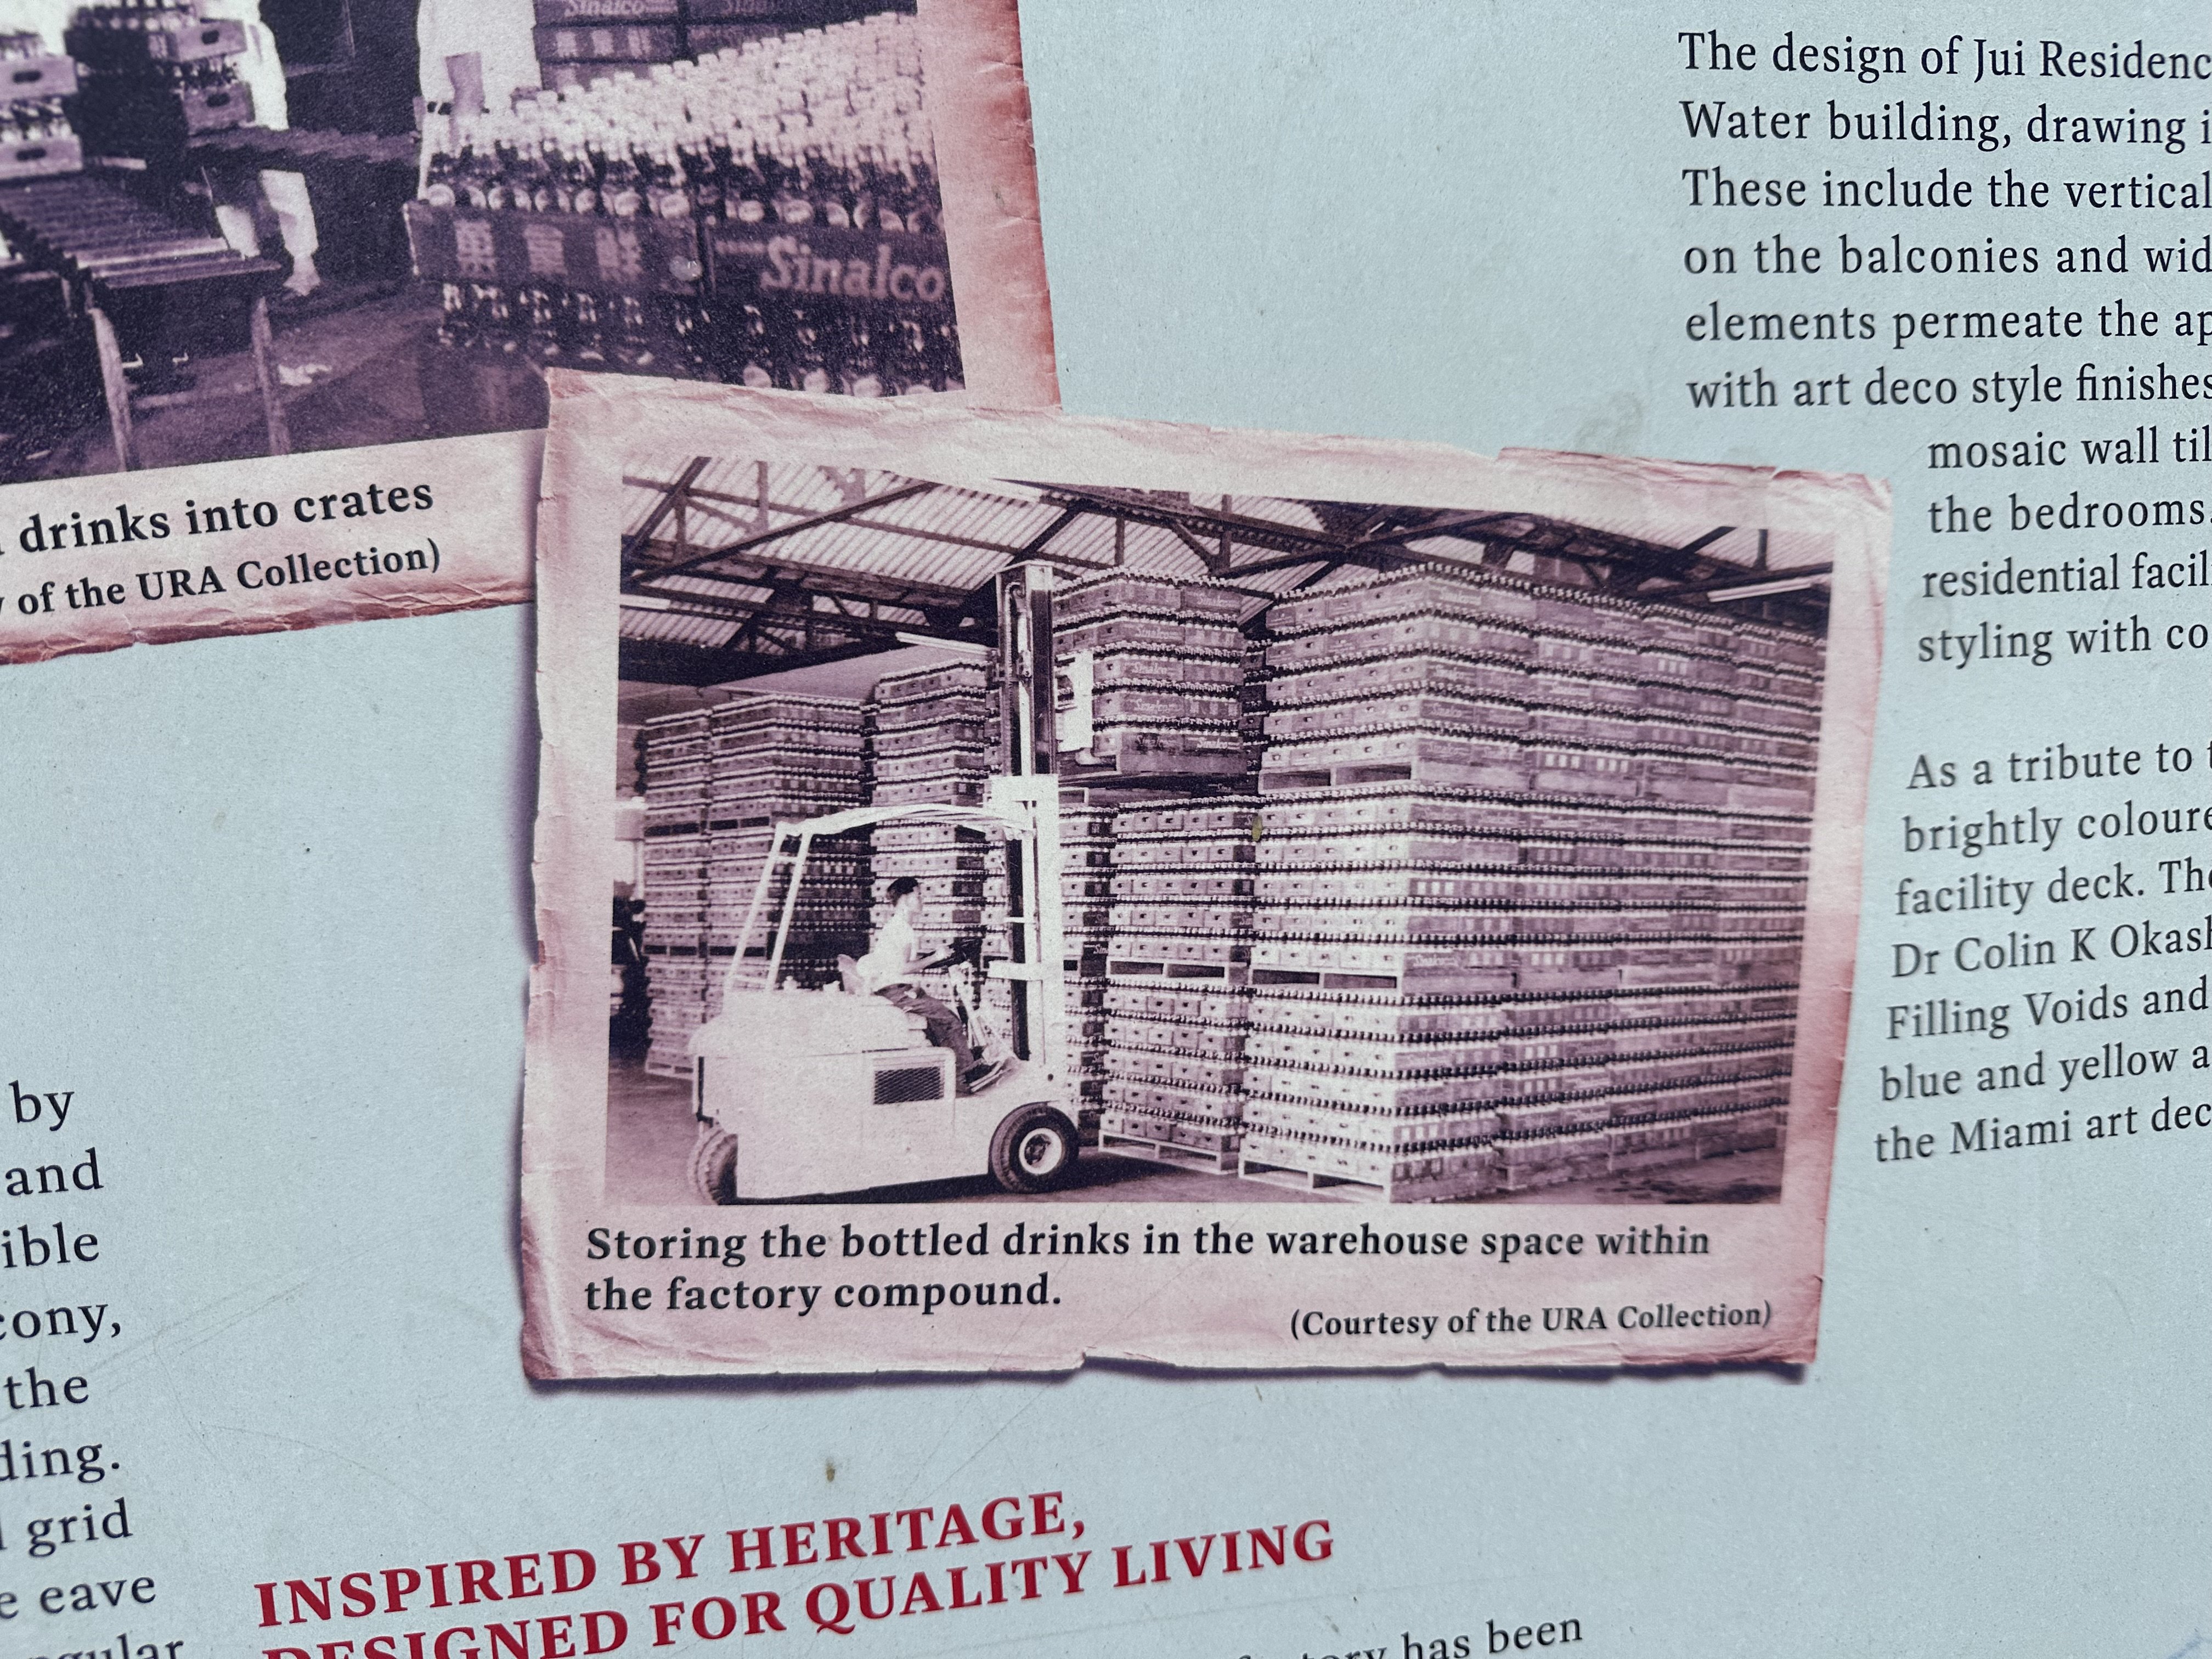 Sinalco
果宜鮮
Sinalco
drinks into crates
of the URA Collection)
Storing the bottled drinks in the warehouse space within
the factory compound.
(Courtesy of the URA Collection)
The design of Jui Residenc
Water building, drawing i
These include the vertical
on the balconies and wid
elements permeate the ap
with art deco style finishes
mosaic wall til
the bedrooms.
residential facil
styling with co
As a tribute to t
brightly coloure
facility deck. The
Dr Colin K Okash
Filling Voids and
blue and yellow a
the Miami art dec
by
and
ible
cony,
the
ding.
grid
e eave
ngular
INSPIRED BY HERITAGE,
DESIGNED FOR QUALITY LIVING
factory has been